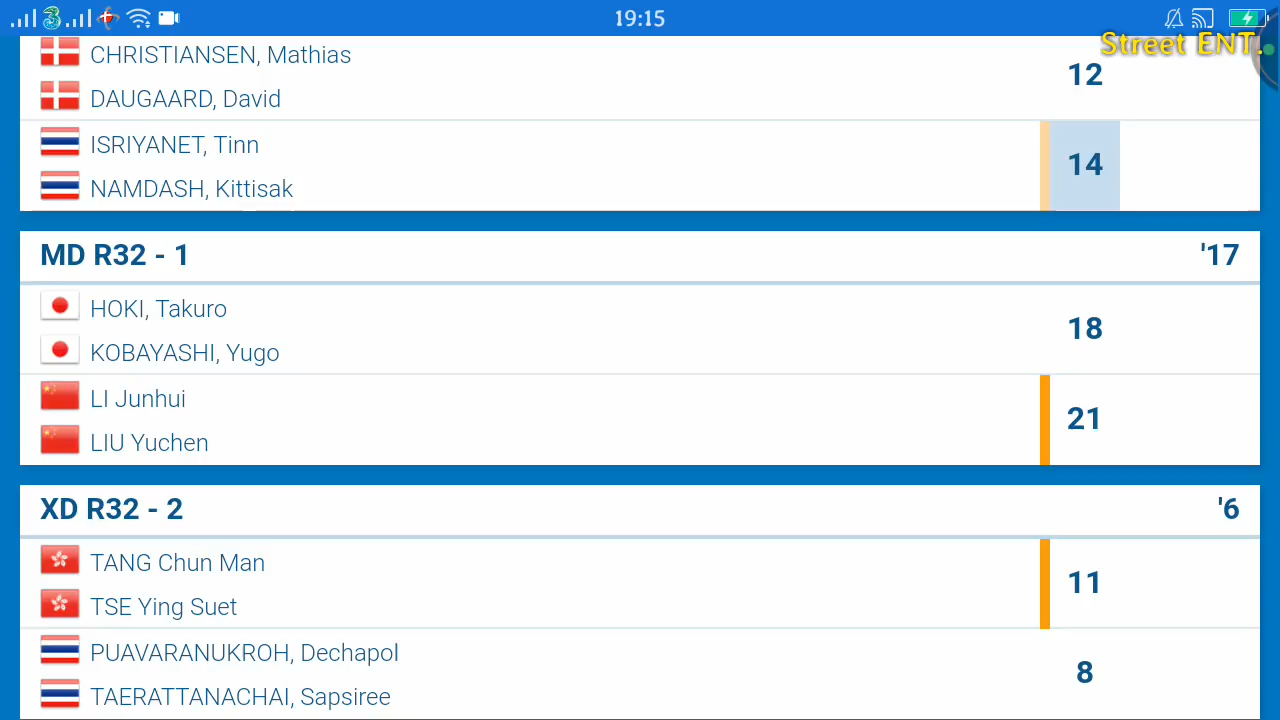 19:15
Street ENT.
CHRISTIANSEN, Mathias
DAUGAARD, David
12
ISRIYANET, Tinn
NAMDASH, Kittisak
14
MD R32 - 1
'17
HOKI, Takuro
KOBAYASHI, Yugo
18
LI Junhui
LIU Yuchen
21
XD R32 - 2
'6
TANG Chun Man
TSE Ying Suet
11
PUAVARANUKROH, Dechapol
TAERATTANACHAI, Sapsiree
8